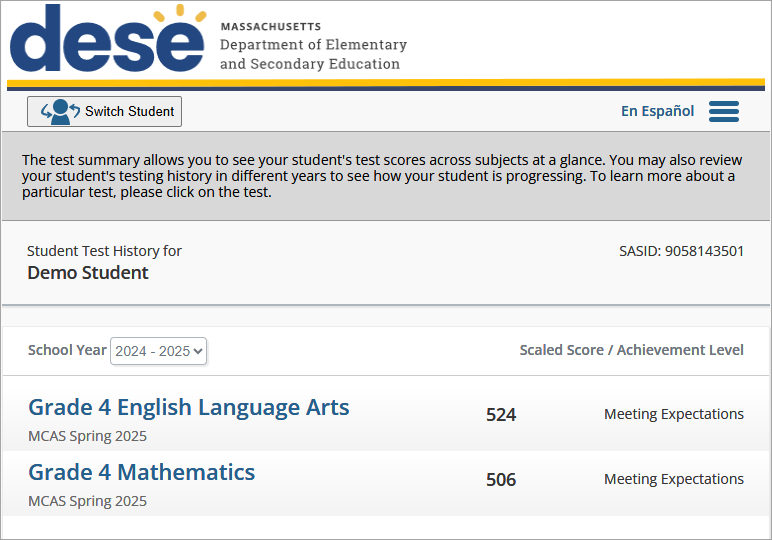 dese
MASSACHUSETTS
Department of Elementary
and Secondary Education
Switch Student
En Español
The test summary allows you to see your student's test scores across subjects at a glance. You may also review
your student's testing history in different years to see how your student is progressing. To learn more about a
particular test, please click on the test.
Student Test History for
SASID: 9058143501
Demo Student
School Year 2024 - 2025
Scaled Score / Achievement Level
Grade 4 English Language Arts 524 Meeting Expectations
MCAS Spring 2025
Grade 4 Mathematics 506 Meeting Expectations
MCAS Spring 2025